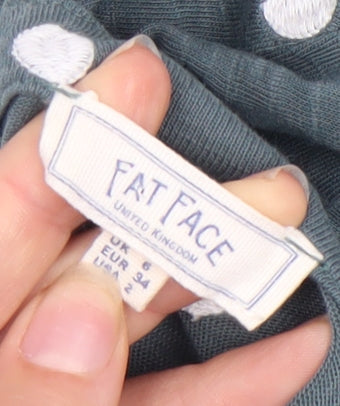 FAT FACE
UNITED KINGDOM
UK 6
EUR 34
USA 2